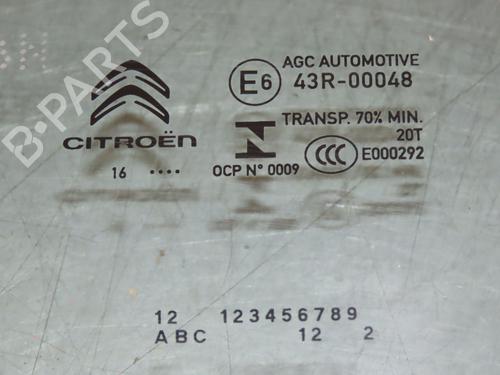 B-PARTS
CITROËN
16 ....
E6
AGC AUTOMOTIVE
43R-00048
TRANSP. 70% MIN.
20T
OCP N° 0009
CCC E000292
12 123456789
ABC 12 2